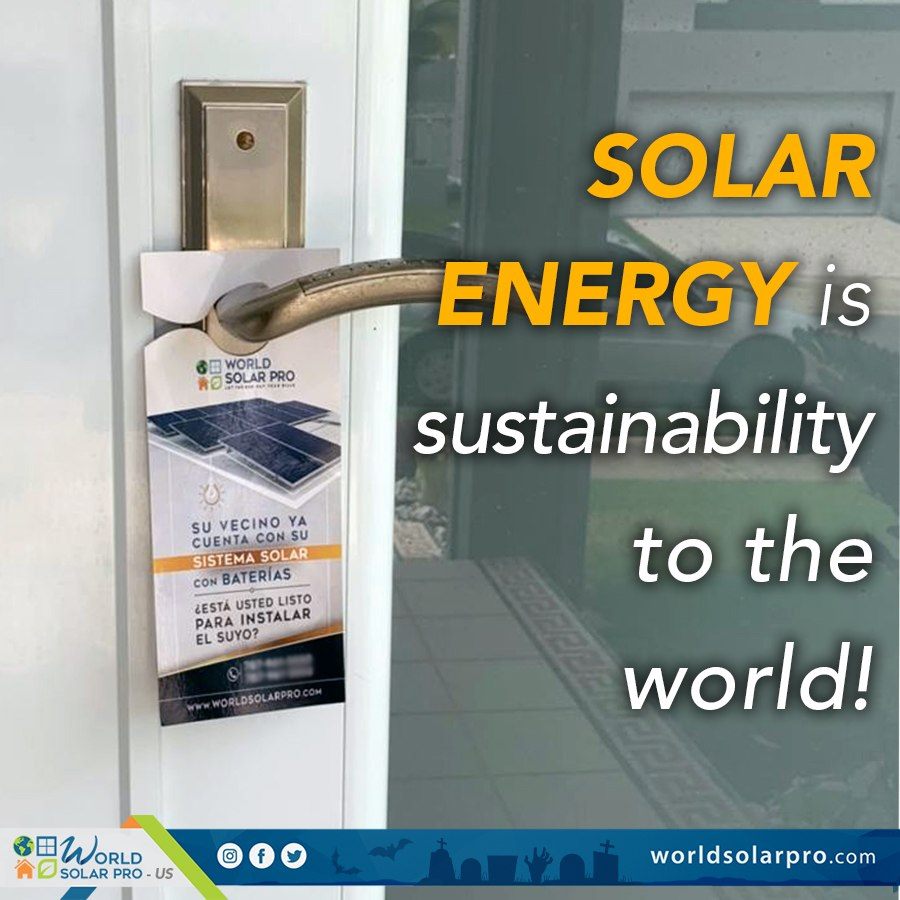 SOLAR
ENERGY is
sustainability
to the
world!
WORLD
SOLAR PRO
SU VECINO YA
CUENTA CON SU
SISTEMA SOLAR
CON BATERÍAS
¿ESTÁ USTED LISTO
PARA INSTALAR
EL SUYO?
WWW.WORLDSOLARPRO.COM
WORLD
SOLAR PRO - US
worldsolarpro.com